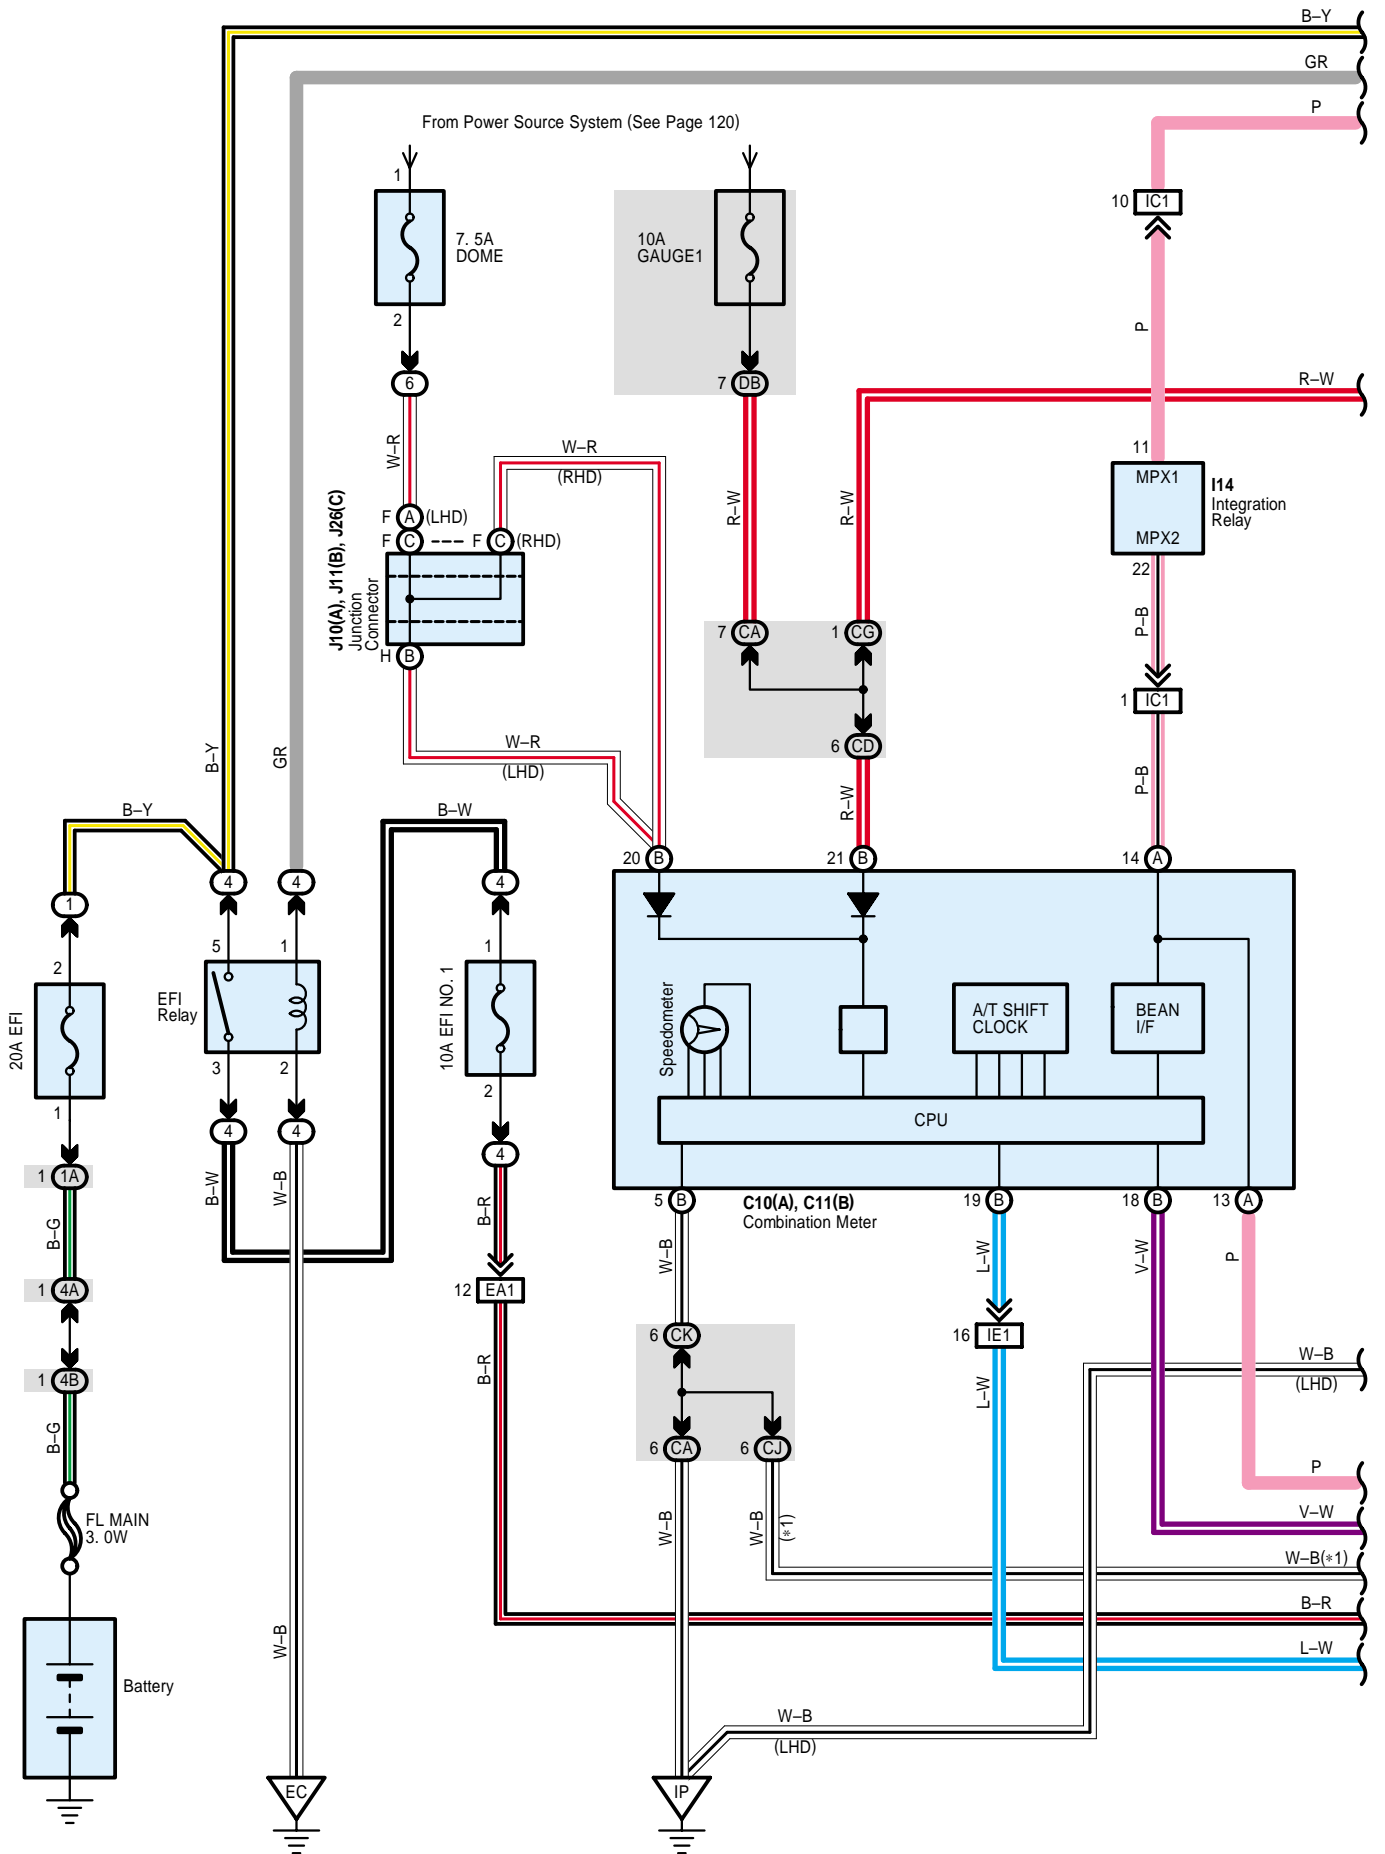 B–Y
GR
P
From Power Source System (See Page 120)
1
7. 5A
DOME
2
6
10A
GAUGE1
7 DB
10 IC1
P
R–W
W–R
W–R
(RHD)
F A (LHD)
F C F C (RHD)
J10(A), J11(B), J26(C)
Junction
Connector
H B
R–W
R–W
7 CA
1 CG
6 CD
R–W
11
MPX1
MPX2
I14
Integration
Relay
22
P–B
1 IC1
P–B
W–R
(LHD)
B–Y
GR
B–Y
B–W
1
4
4
4
20 B
21 B
14 A
2
20A EFI
1
5
1
EFI
Relay
3
2
1
10A EFI NO. 1
2
Speedometer
A/T SHIFT
CLOCK
BEAN
I/F
CPU
4
4
4
1 1A
B–G
1 4A
1 4B
B–G
B–W
W–B
B–R
12 EA1
B–R
5 B
C10(A), C11(B)
Combination Meter
19 B
18 B
13 A
W–B
L–W
V–W
P
6 CK
6 CA
6 CJ
16 IE1
L–W
W–B
(LHD)
P
V–W
W–B(*1)
B–R
L–W
W–B
W–B
(*1)
FL MAIN
3. 0W
Battery
W–B
W–B
(LHD)
EC
IP